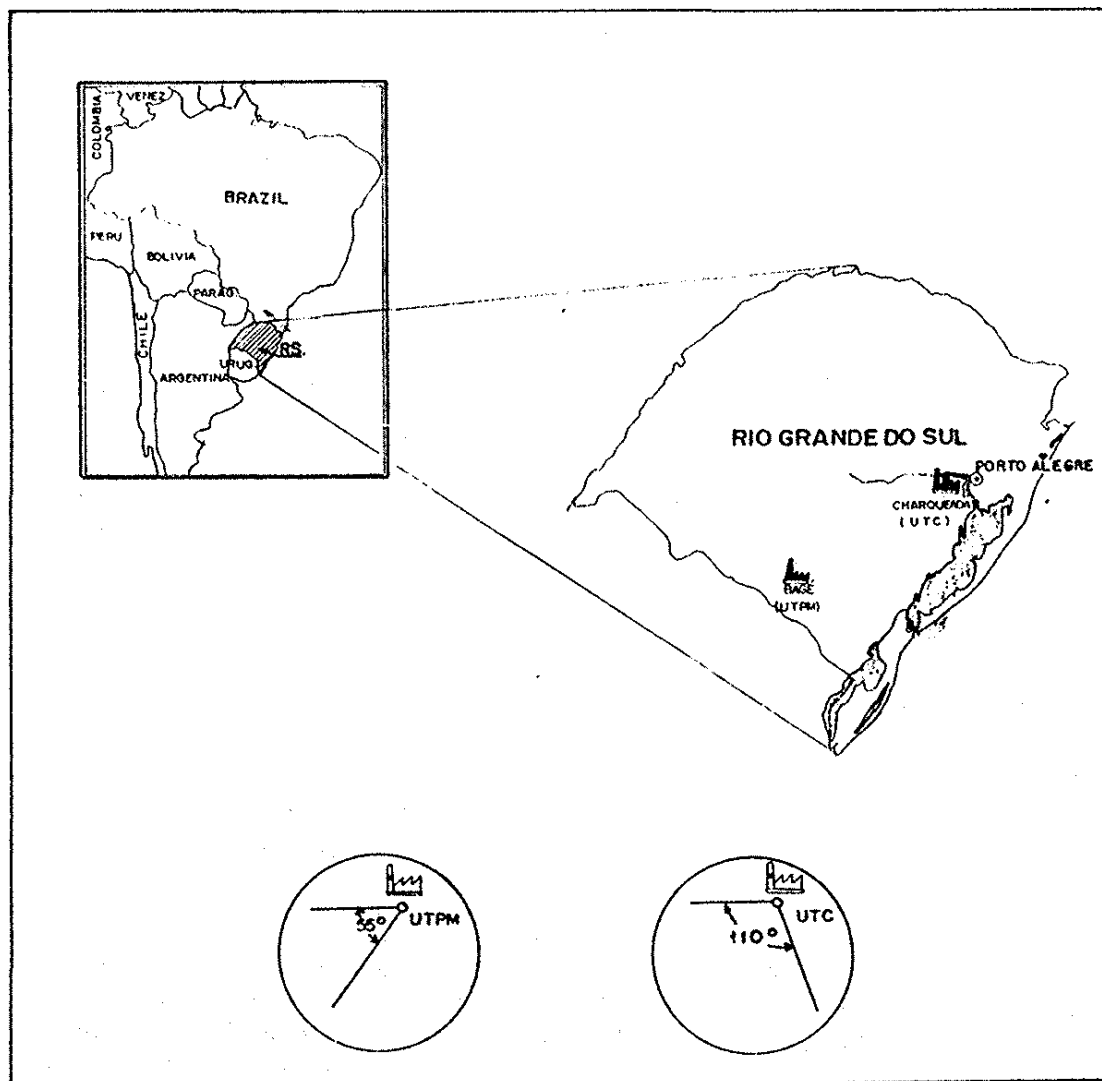 COLOMBIA
VENEZ
BRAZIL
PERU
BOLIVIA
PARAG.
CHILE
RS.
URUG
ARGENTINA
RIO GRANDE DO SUL
PORTO ALEGRE
CHARQUEADA
(UTC)
BAGE
(UTPM)
55°
UTPM
110°
UTC